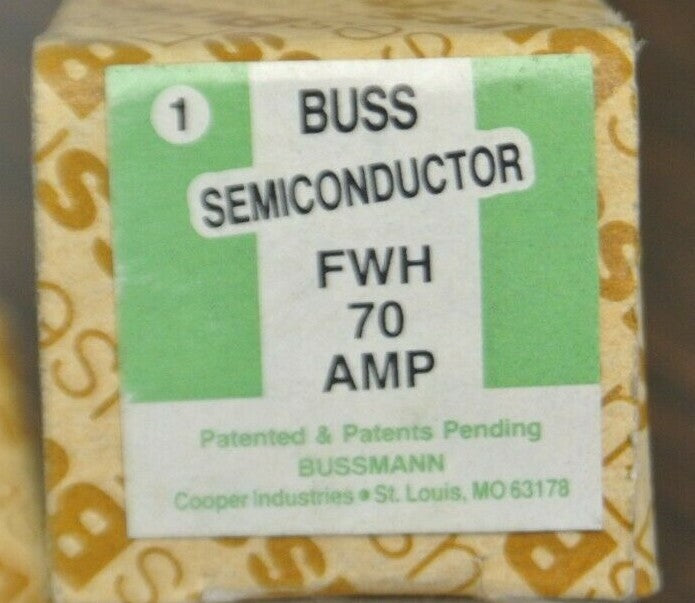 1
BUSS
SEMICONDUCTOR
FWH
70
AMP
Patented & Patents Pending
BUSSMANN
Cooper Industries • St. Louis, MO 63178